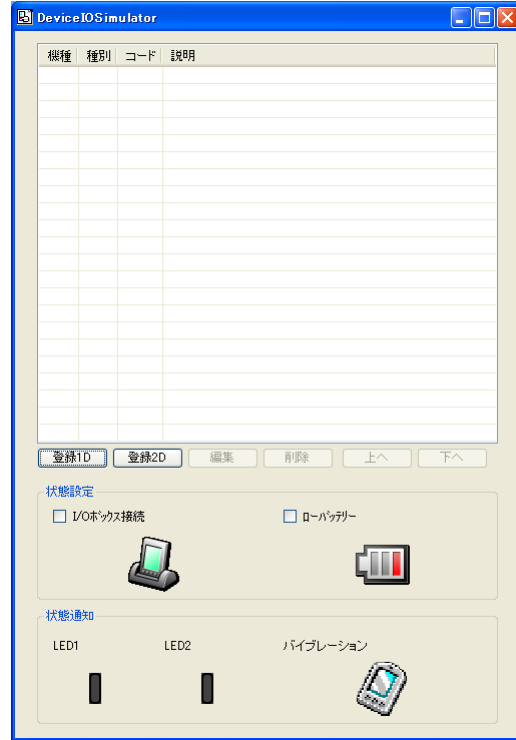 DeviceIOSimulator
機種 種別 コード 説明
登録1D 登録2D 編集 削除 上へ 下へ
状態設定
I/Oボックス接続 ローバッテリー
状態通知
LED1 LED2 バイブレーション